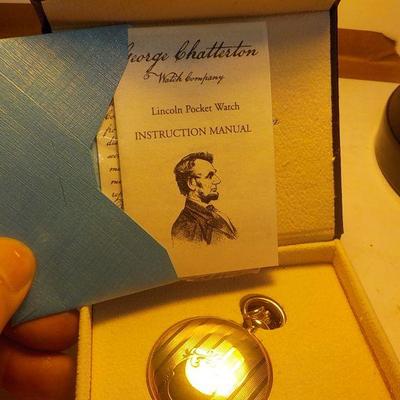 George Chatterton
Watch Company
Lincoln Pocket Watch
INSTRUCTION MANUAL